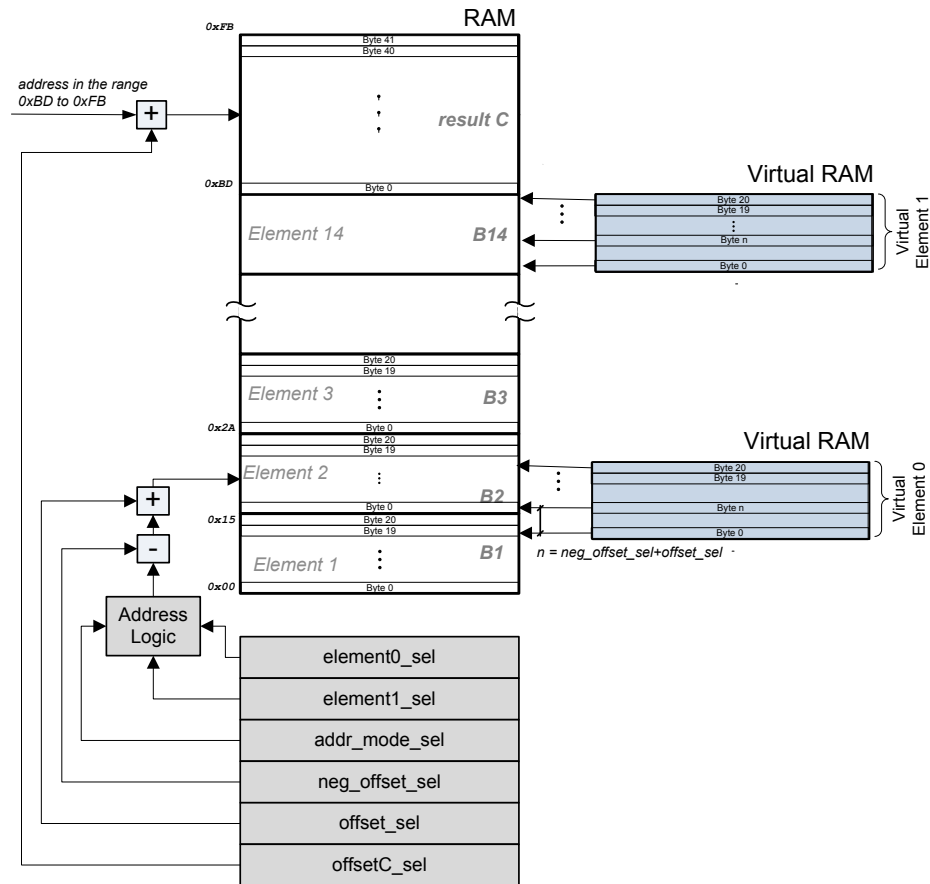 RAM
0xFB
Byte 41
Byte 40
address in the range
0xBD to 0xFB
+
result C
0xBD
Byte 0
Virtual RAM
Element 14
B14
Byte 20
Byte 19
Byte n
Byte 0
Virtual
Element 1
Byte 20
Byte 19
Element 3
B3
Byte 0
0x2A
Byte 20
Byte 19
Element 2
B2
Byte 0
Virtual RAM
Byte 20
Byte 19
Byte n
Byte 0
Virtual
Element 0
+
0x15
Byte 20
Byte 19
B1
-
Element 1
n = neg_offset_sel+offset_sel
0x00
Byte 0
Address
Logic
element0_sel
element1_sel
addr_mode_sel
neg_offset_sel
offset_sel
offsetC_sel